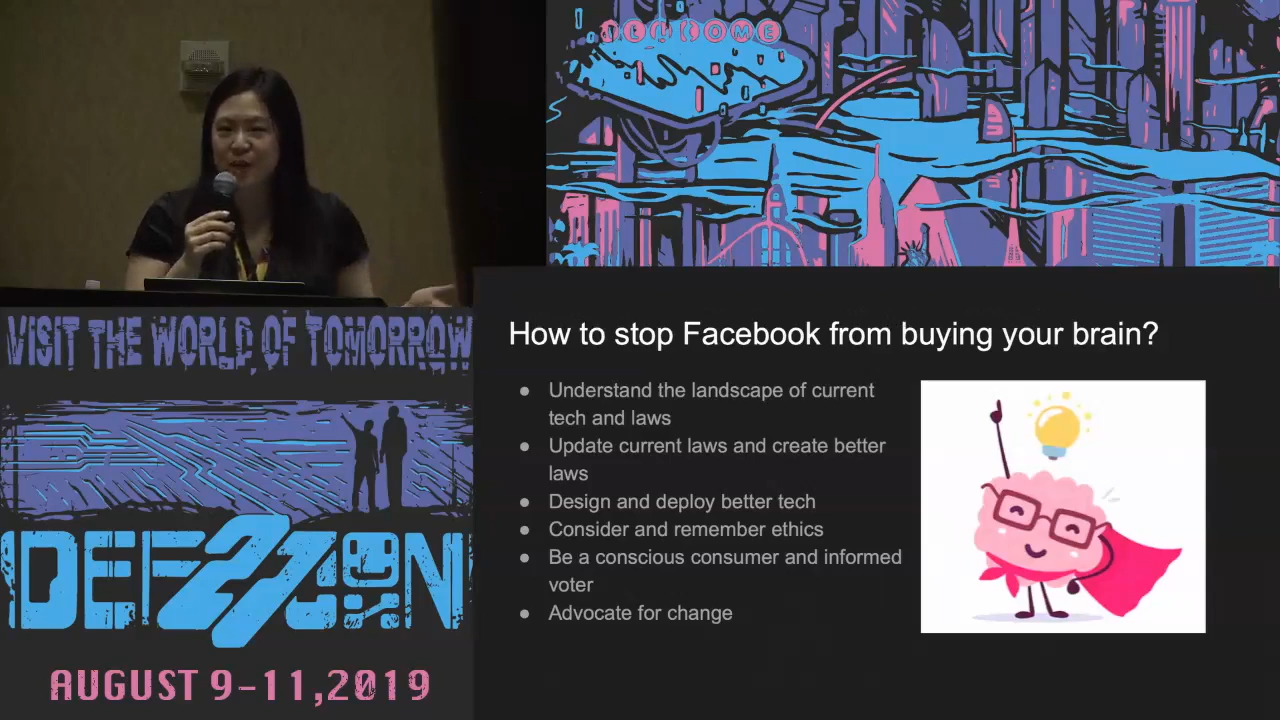 WELCOME
VISIT THE WORLD OF TOMORROW
DEF 27 CON
AUGUST 9-11,2019
How to stop Facebook from buying your brain?
● Understand the landscape of current
tech and laws
● Update current laws and create better
laws
● Design and deploy better tech
● Consider and remember ethics
● Be a conscious consumer and informed
voter
● Advocate for change